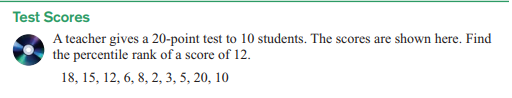 Test Scores
A teacher gives a 20-point test to 10 students. The scores are shown here. Find
the percentile rank of a score of 12.
18, 15, 12, 6, 8, 2, 3, 5, 20, 10